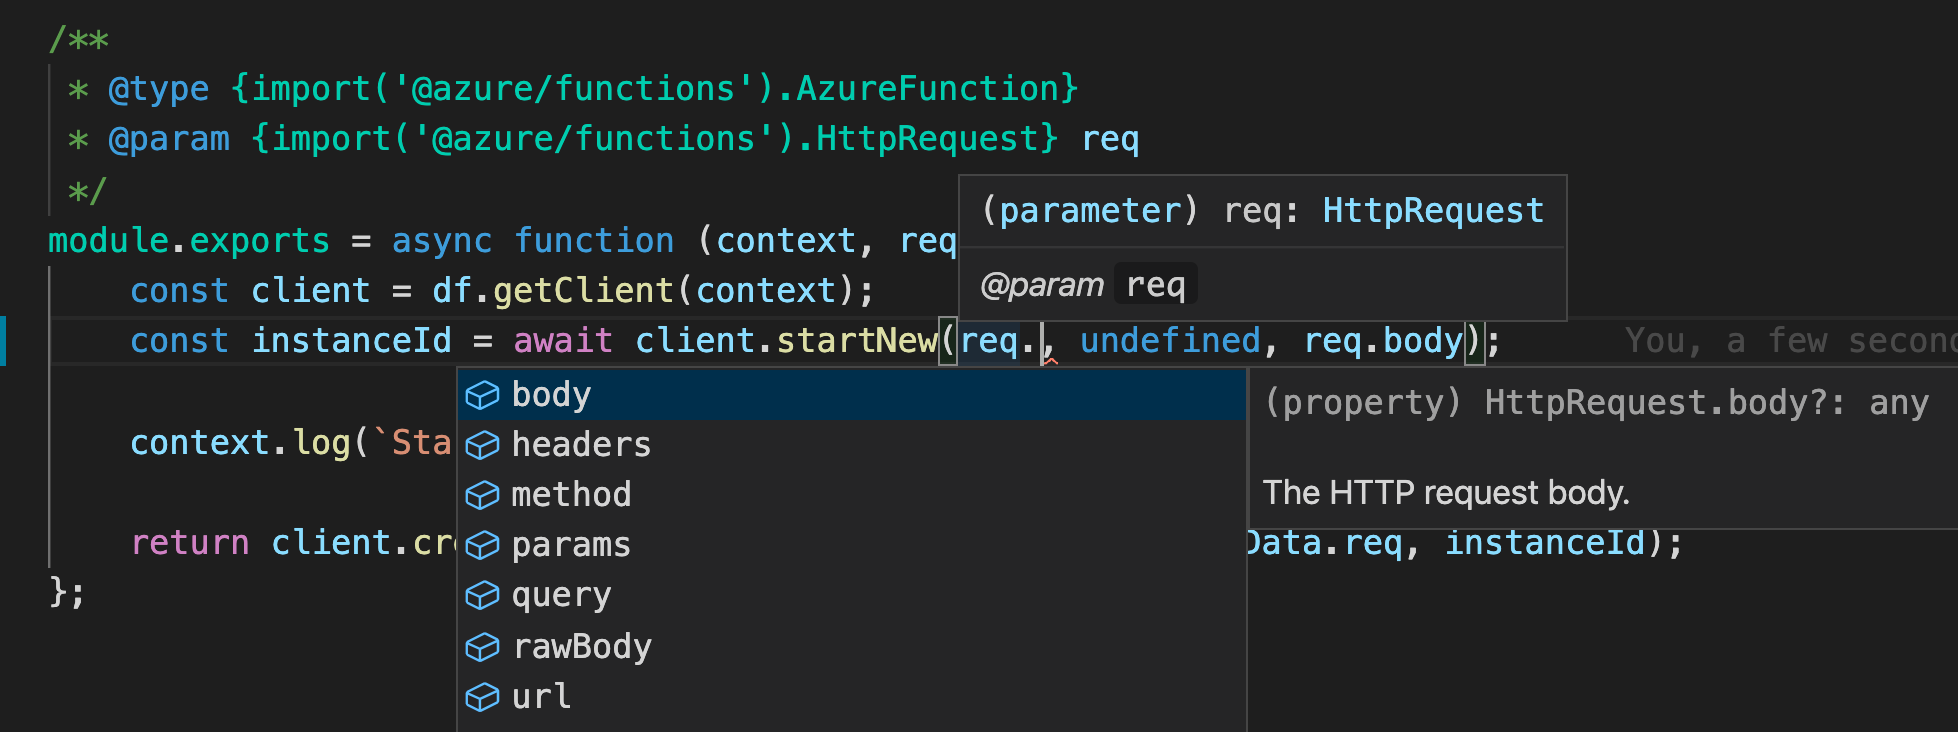 /**
* @type {import('@azure/functions').AzureFunction}
* @param {import('@azure/functions').HttpRequest} req
*/
(parameter) req: HttpRequest
@param req
module.exports = async function (context, req
const client = df.getClient(context);
const instanceId = await client.startNew(req., undefined, req.body); You, a few second
body
headers
method
params
query
rawBody
url
(property) HttpRequest.body?: any
The HTTP request body.
context.log(`Sta
return client.cre Data.req, instanceId);
};